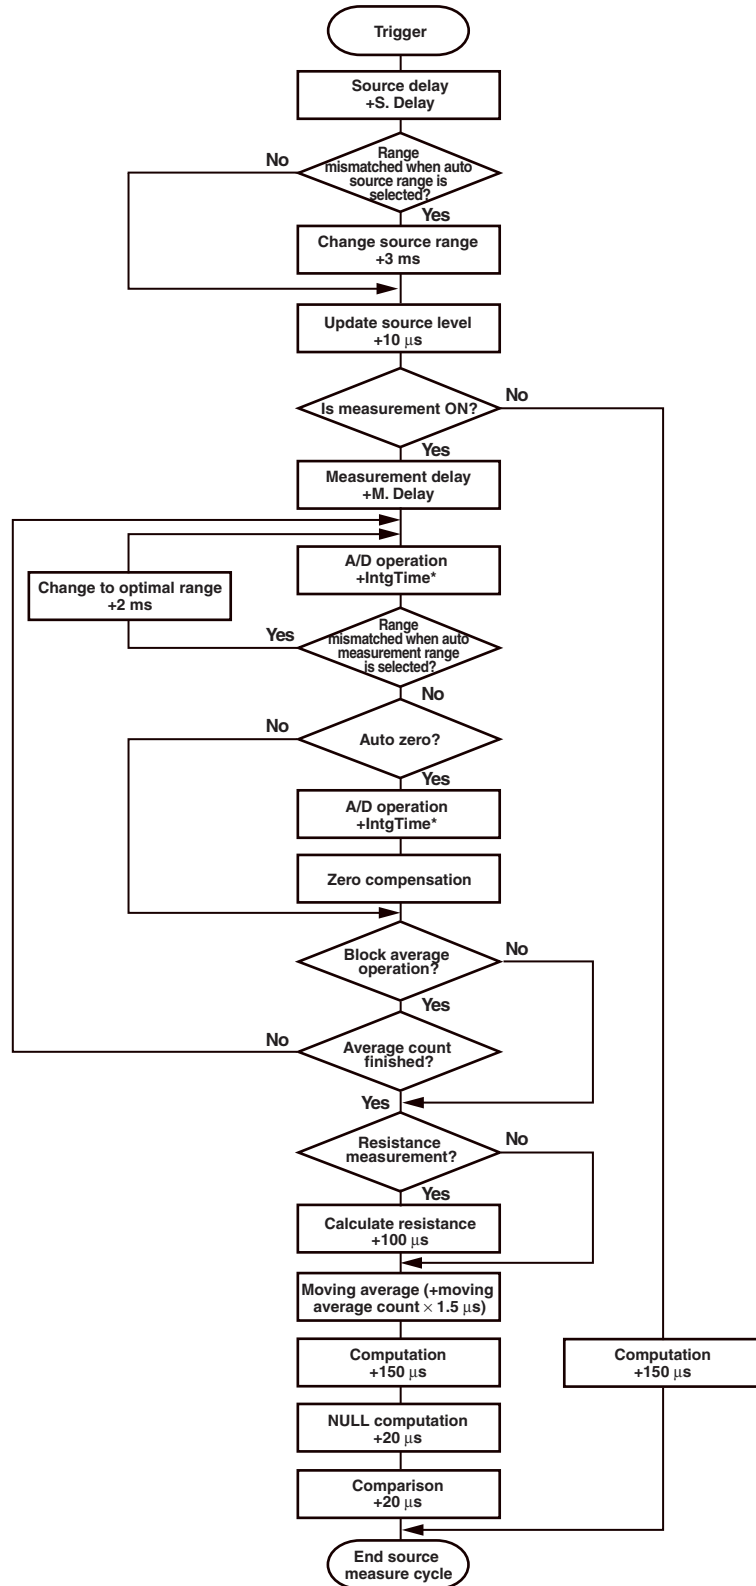 Trigger
Source delay
+S. Delay
No
Range
mismatched when auto
source range is
selected?
Yes
Change source range
+3 ms
Update source level
+10 μs
Is measurement ON?
No
Yes
Measurement delay
+M. Delay
A/D operation
+IntgTime*
Change to optimal range
+2 ms
Yes
Range
mismatched when auto
measurement range
is selected?
No
No
Auto zero?
Yes
A/D operation
+IntgTime*
Zero compensation
Block average
operation?
No
Yes
No
Average count
finished?
Yes
Resistance
measurement?
No
Yes
Calculate resistance
+100 μs
Moving average (+moving
average count × 1.5 μs)
Computation
+150 μs
Computation
+150 μs
NULL computation
+20 μs
Comparison
+20 μs
End source
measure cycle